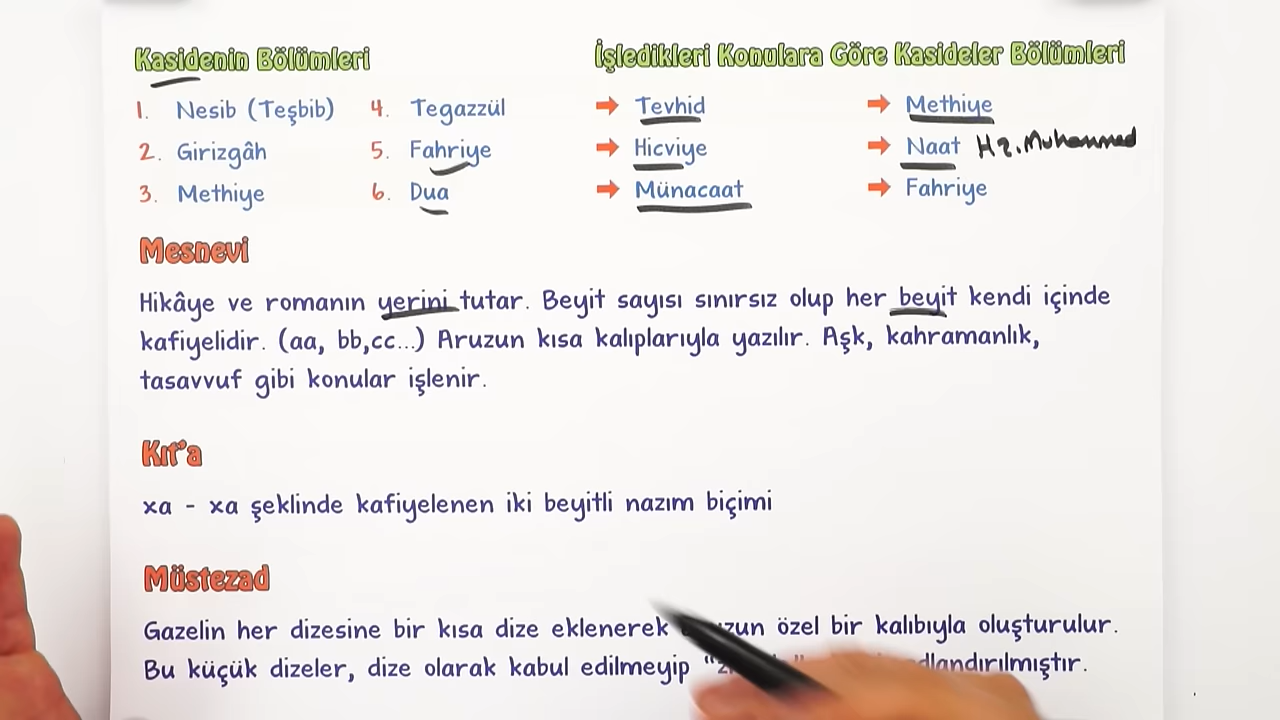 Kasidenin Bölümleri
1. Nesib (Teşbib) 4. Tegazzül
2. Girizgâh 5. Fahriye
3. Methiye 6. Dua
İşledikleri Konulara Göre Kasideler Bölümleri
➡ Tevhid ➡ Methiye
➡ Hicviye ➡ Naat Hz. Muhammed
➡ Münacaat ➡ Fahriye
Mesnevi
Hikâye ve romanın yerini tutar. Beyit sayısı sınırsız olup her beyit kendi içinde
kafiyelidir. (aa, bb,cc...) Aruzun kısa kalıplarıyla yazılır. Aşk, kahramanlık,
tasavvuf gibi konular işlenir.
Kıt'a
xa - xa şeklinde kafiyelenen iki beyitli nazım biçimi
Müstezad
Gazelin her dizesine bir kısa dize eklenerek özel bir kalıbıyla oluşturulur.
Bu küçük dizeler, dize olarak kabul edilmeyip